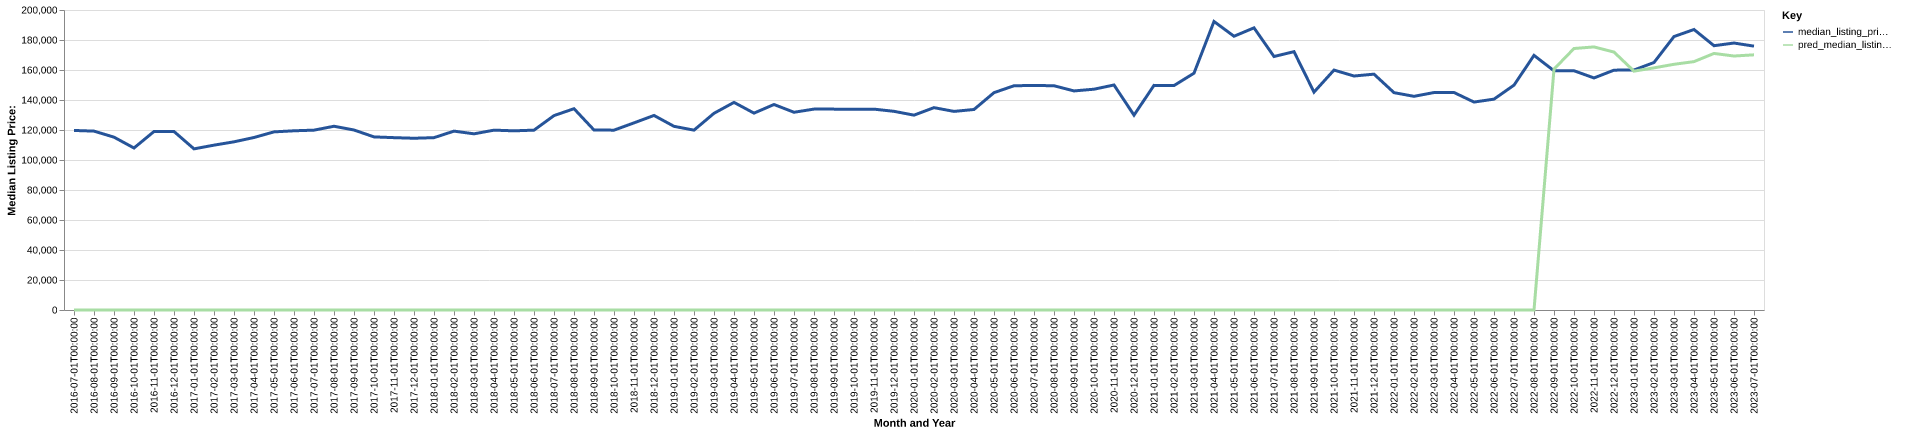 200,000
180,000
160,000
140,000
120,000
100,000
80,000
60,000
40,000
20,000
0
Median Listing Price:
2016-07-01T00:00:00
2016-08-01T00:00:00
2016-09-01T00:00:00
2016-10-01T00:00:00
2016-11-01T00:00:00
2016-12-01T00:00:00
2017-01-01T00:00:00
2017-02-01T00:00:00
2017-03-01T00:00:00
2017-04-01T00:00:00
2017-05-01T00:00:00
2017-06-01T00:00:00
2017-07-01T00:00:00
2017-08-01T00:00:00
2017-09-01T00:00:00
2017-10-01T00:00:00
2017-11-01T00:00:00
2017-12-01T00:00:00
2018-01-01T00:00:00
2018-02-01T00:00:00
2018-03-01T00:00:00
2018-04-01T00:00:00
2018-05-01T00:00:00
2018-06-01T00:00:00
2018-07-01T00:00:00
2018-08-01T00:00:00
2018-09-01T00:00:00
2018-10-01T00:00:00
2018-11-01T00:00:00
2018-12-01T00:00:00
2019-01-01T00:00:00
2019-02-01T00:00:00
2019-03-01T00:00:00
2019-04-01T00:00:00
2019-05-01T00:00:00
2019-06-01T00:00:00
2019-07-01T00:00:00
2019-08-01T00:00:00
2019-09-01T00:00:00
2019-10-01T00:00:00
2019-11-01T00:00:00
2019-12-01T00:00:00
2020-01-01T00:00:00
2020-02-01T00:00:00
2020-03-01T00:00:00
2020-04-01T00:00:00
2020-05-01T00:00:00
2020-06-01T00:00:00
2020-07-01T00:00:00
2020-08-01T00:00:00
2020-09-01T00:00:00
2020-10-01T00:00:00
2020-11-01T00:00:00
2020-12-01T00:00:00
2021-01-01T00:00:00
2021-02-01T00:00:00
2021-03-01T00:00:00
2021-04-01T00:00:00
2021-05-01T00:00:00
2021-06-01T00:00:00
2021-07-01T00:00:00
2021-08-01T00:00:00
2021-09-01T00:00:00
2021-10-01T00:00:00
2021-11-01T00:00:00
2021-12-01T00:00:00
2022-01-01T00:00:00
2022-02-01T00:00:00
2022-03-01T00:00:00
2022-04-01T00:00:00
2022-05-01T00:00:00
2022-06-01T00:00:00
2022-07-01T00:00:00
2022-08-01T00:00:00
2022-09-01T00:00:00
2022-10-01T00:00:00
2022-11-01T00:00:00
2022-12-01T00:00:00
2023-01-01T00:00:00
2023-02-01T00:00:00
2023-03-01T00:00:00
2023-04-01T00:00:00
2023-05-01T00:00:00
2023-06-01T00:00:00
2023-07-01T00:00:00
Month and Year
Key
median_listing_pri…
pred_median_listin…